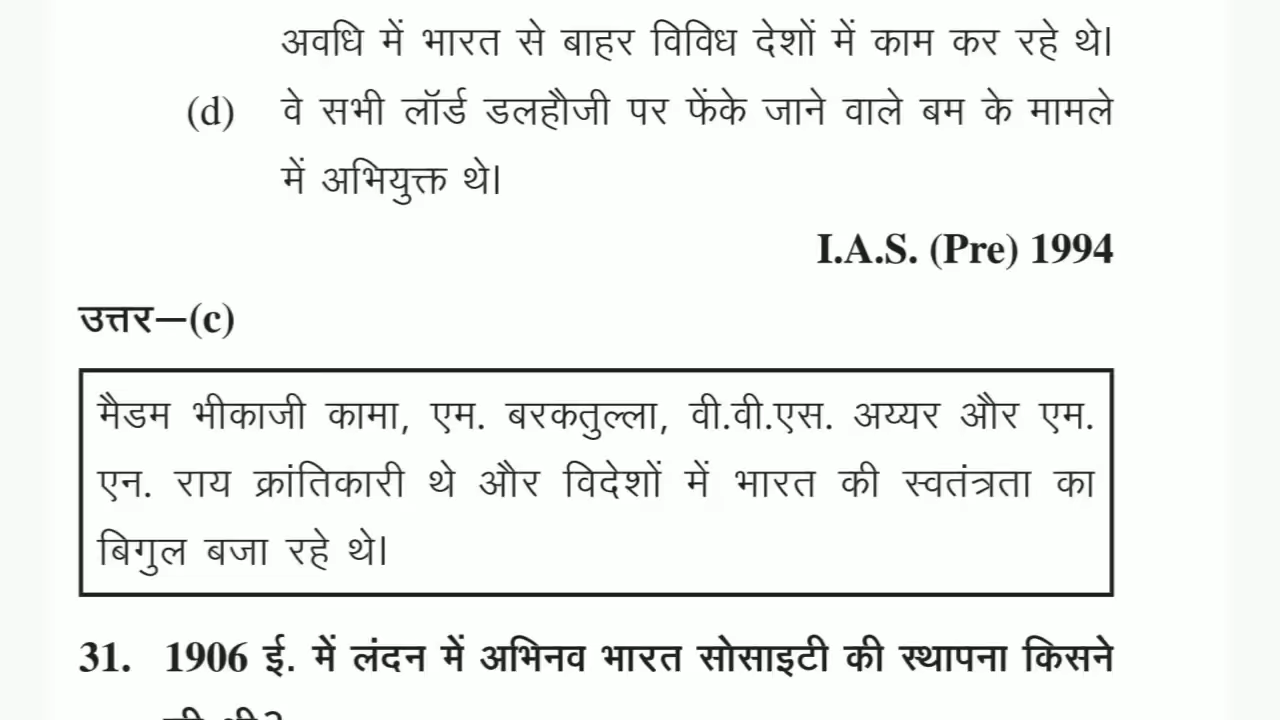 अवधि में भारत से बाहर विविध देशों में काम कर रहे थे।
(d) वे सभी लॉर्ड डलहौजी पर फेंके जाने वाले बम के मामले
में अभियुक्त थे।
I.A.S. (Pre) 1994
उत्तर—(c)
मैडम भीकाजी कामा, एम. बरकतुल्ला, वी.वी.एस. अय्यर और एम.
एन. राय क्रांतिकारी थे और विदेशों में भारत की स्वतंत्रता का
बिगुल बजा रहे थे।
31. 1906 ई. में लंदन में अभिनव भारत सोसाइटी की स्थापना किसने